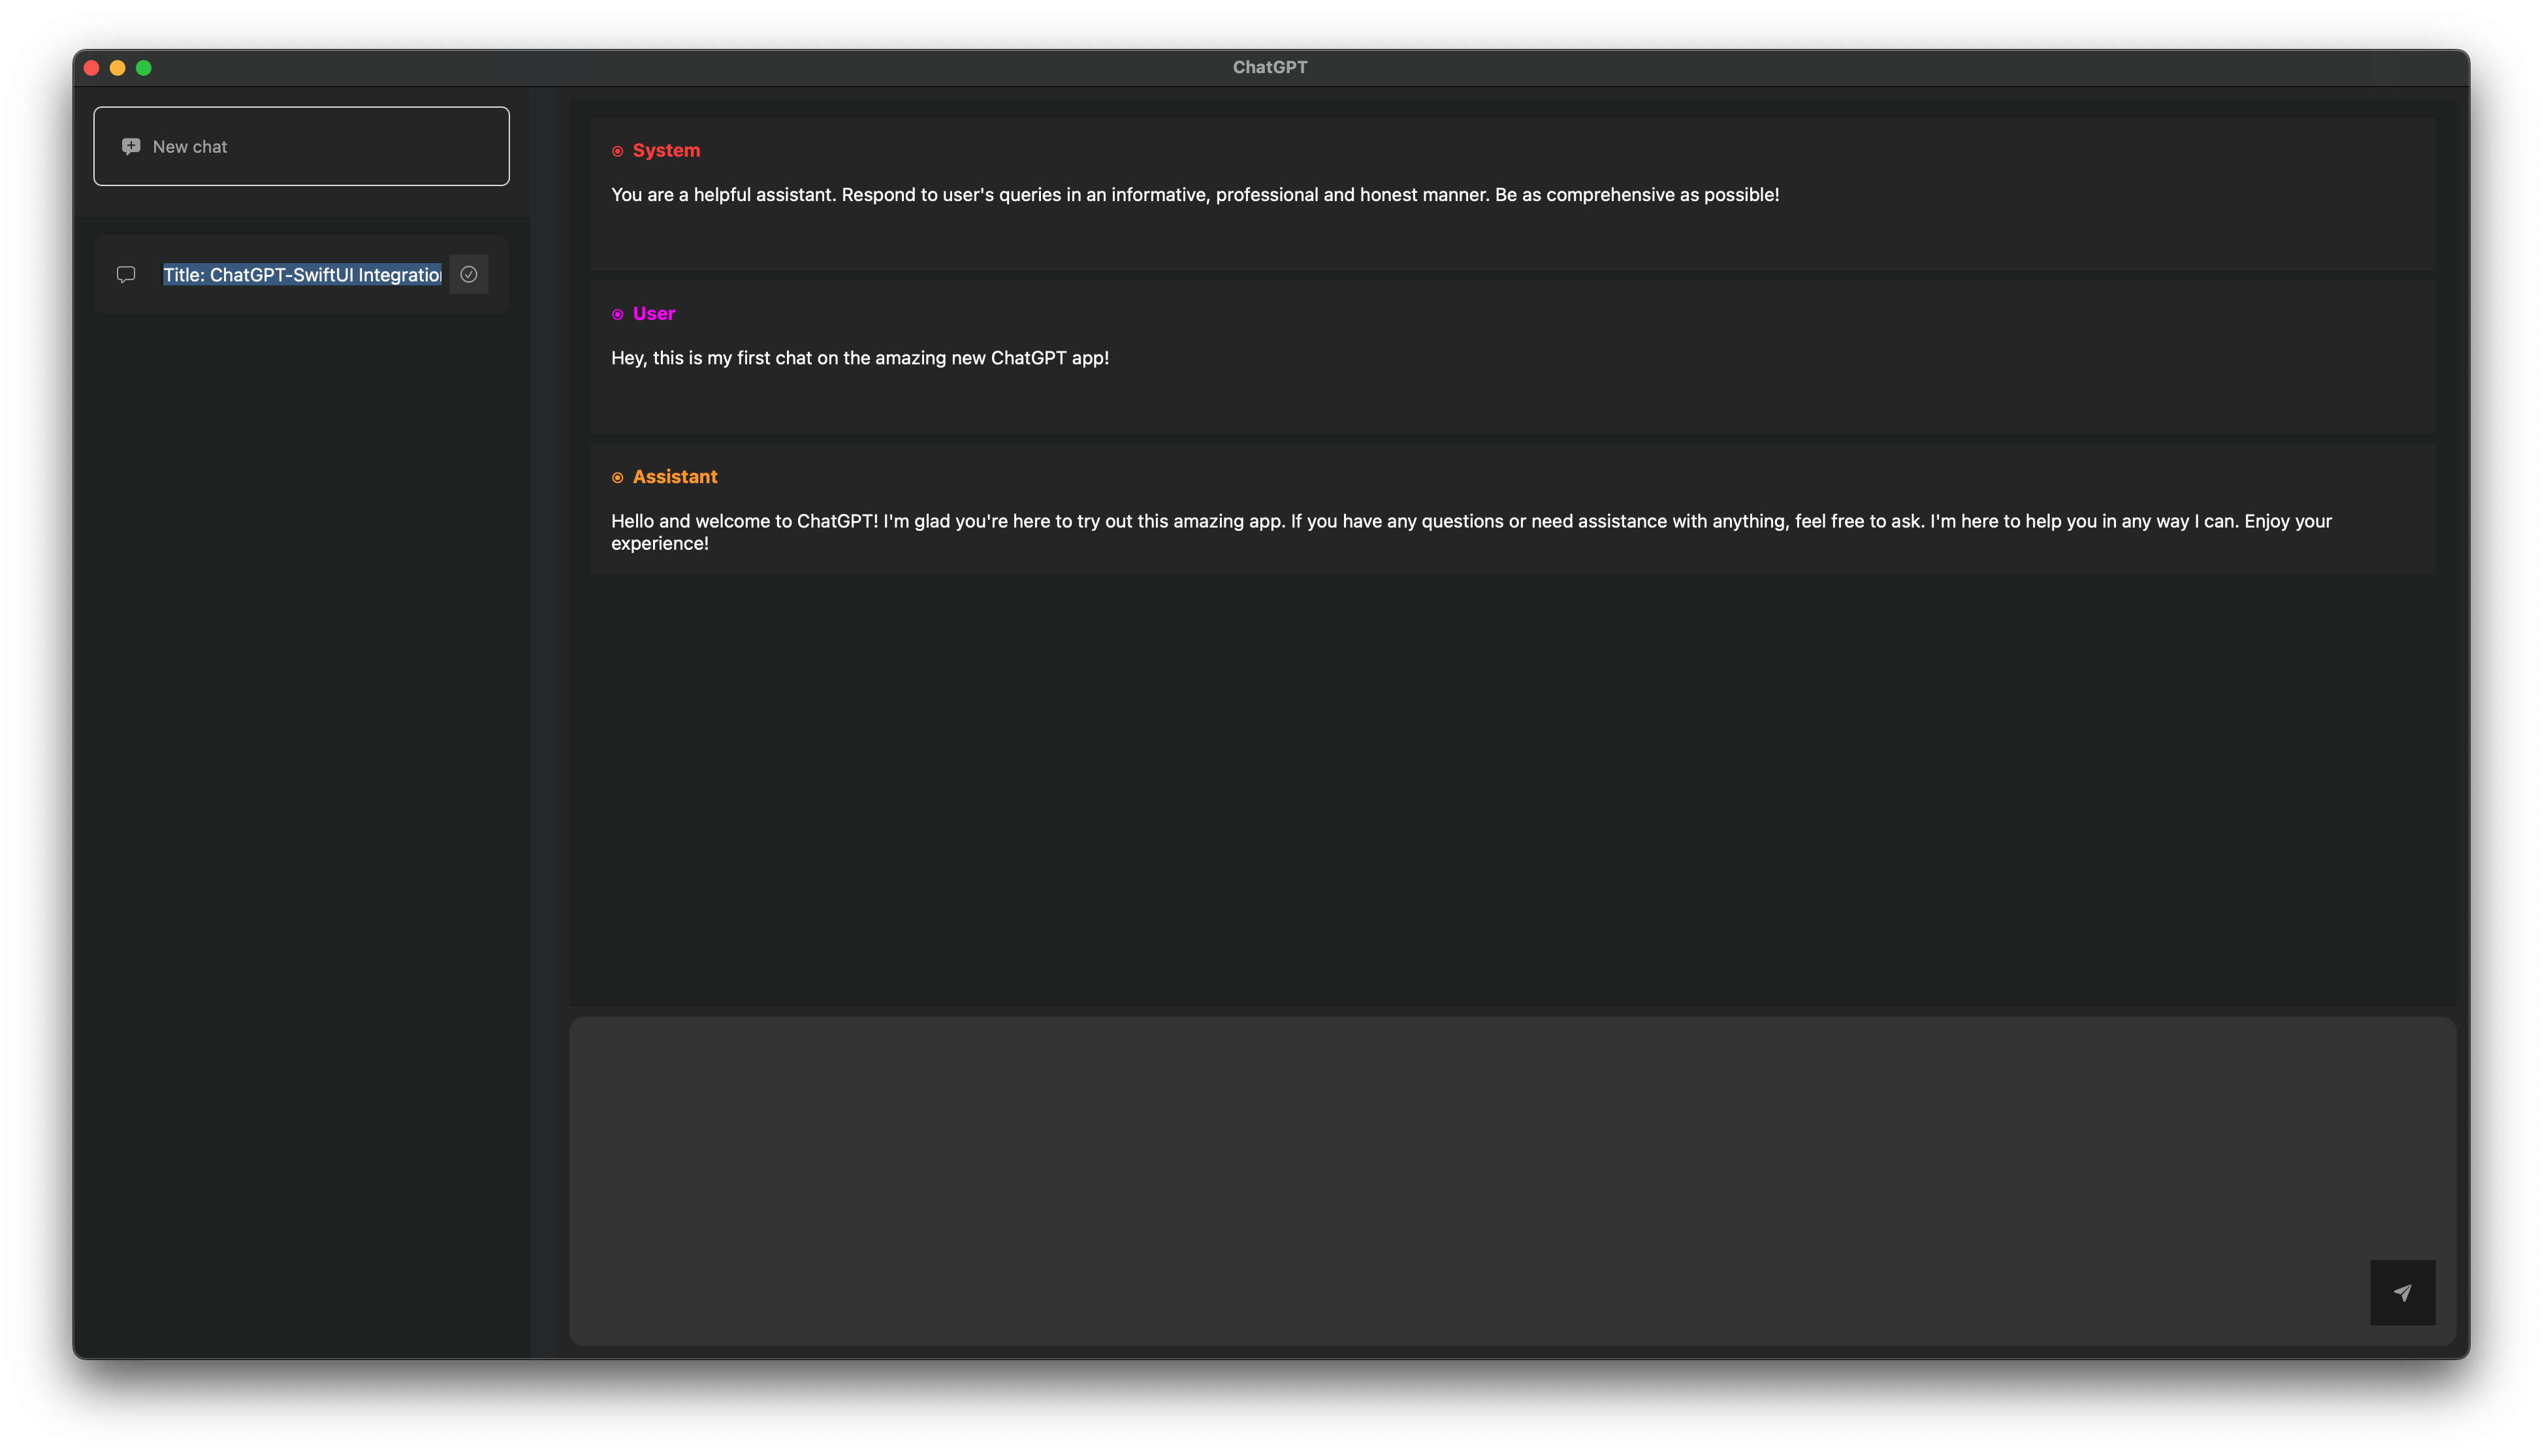 ChatGPT
New chat
Title: ChatGPT-SwiftUI Integration
System
You are a helpful assistant. Respond to user's queries in an informative, professional and honest manner. Be as comprehensive as possible!
User
Hey, this is my first chat on the amazing new ChatGPT app!
Assistant
Hello and welcome to ChatGPT! I'm glad you're here to try out this amazing app. If you have any questions or need assistance with anything, feel free to ask. I'm here to help you in any way I can. Enjoy your
experience!